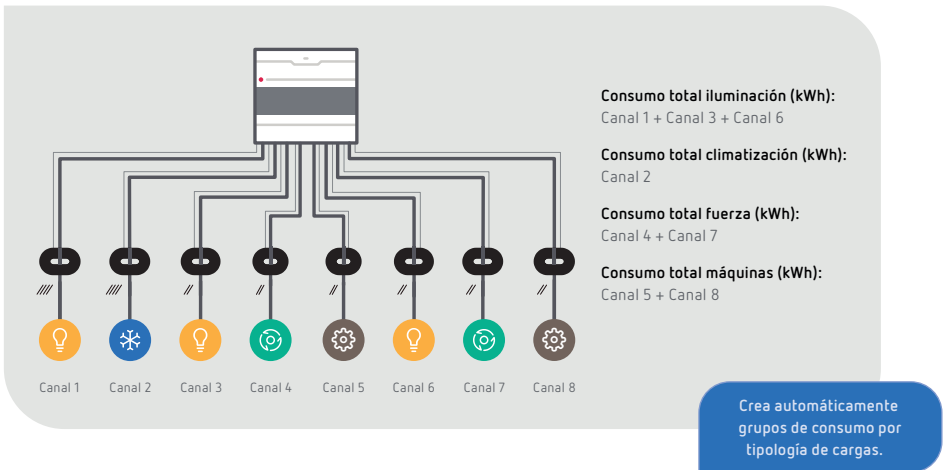 Consumo total iluminación (kWh):
Canal 1 + Canal 3 + Canal 6
Consumo total climatización (kWh):
Canal 2
Consumo total fuerza (kWh):
Canal 4 + Canal 7
Consumo total máquinas (kWh):
Canal 5 + Canal 8
Canal 1
Canal 2
Canal 3
Canal 4
Canal 5
Canal 6
Canal 7
Canal 8
Crea automáticamente
grupos de consumo por
tipología de cargas.